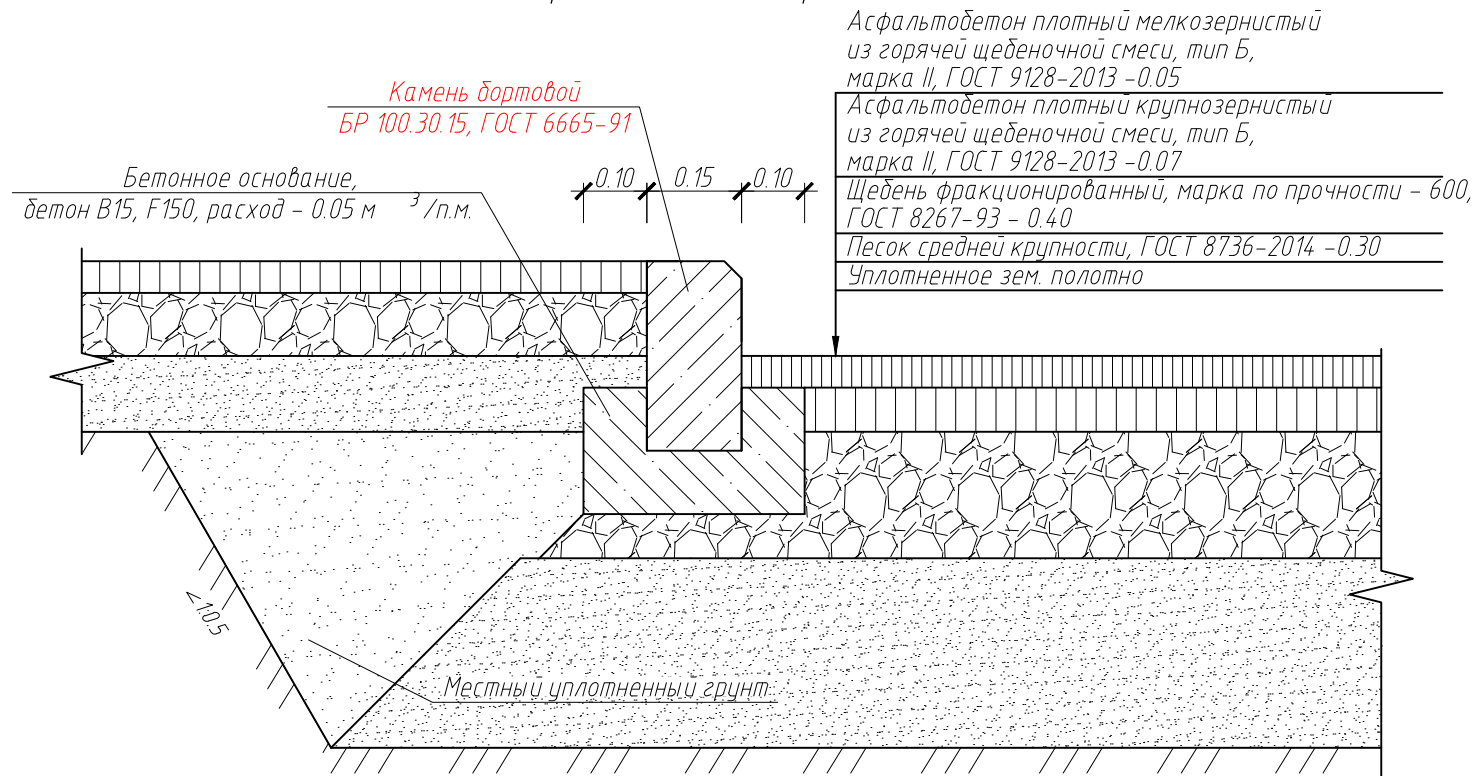 Асфальтобетон плотный мелкозернистый
из горячей щебеночной смеси, тип Б,
марка II, ГОСТ 9128-2013 -0.05
Камень бортовой
БР 100.30.15, ГОСТ 6665-91
Асфальтобетон плотный крупнозернистый
из горячей щебеночной смеси, тип Б,
марка II, ГОСТ 9128-2013 -0.07
Бетонное основание,
бетон В15, F150, расход - 0.05 м ³/п.м.
0.10 0.15 0.10
Щебень фракционированный, марка по прочности - 600,
ГОСТ 8267-93 - 0.40
Песок средней крупности, ГОСТ 8736-2014 -0.30
Уплотненное зем. полотно
<1:0.5
Местный уплотненный грунт